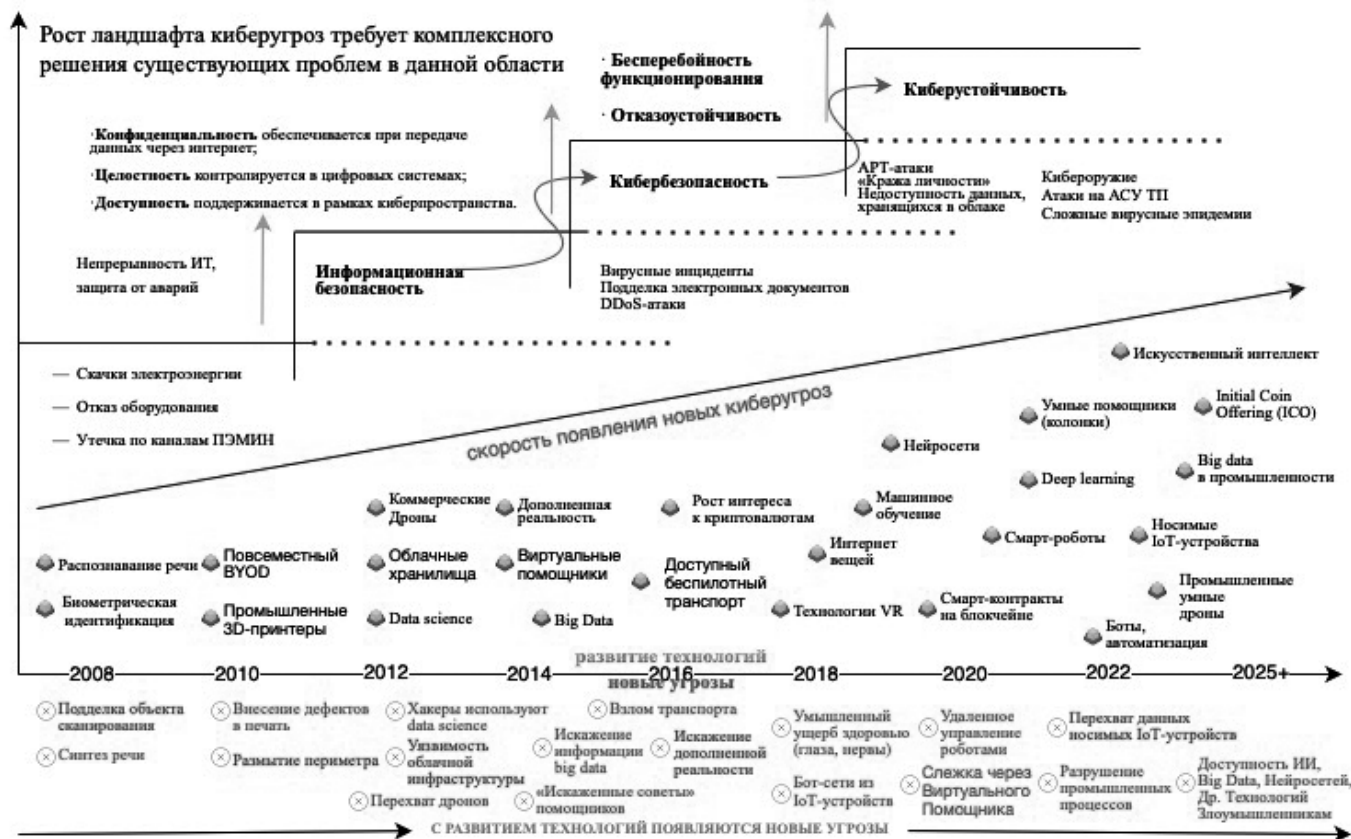 Рост ландшафта киберугроз требует комплексного
решения существующих проблем в данной области
· Конфиденциальность обеспечивается при передаче
данных через интернет;
· Целостность контролируется в цифровых системах;
· Доступность поддерживается в рамках киберпространства.
· Бесперебойность
функционирования
· Отказоустойчивость
Киберустойчивость
Кибербезопасность
АРТ-атаки
«Кража личности»
Недоступность данных,
хранящихся в облаке
Кибероружие
Атаки на АСУ ТП
Сложные вирусные эпидемии
Непрерывность ИТ,
защита от аварий
Информационная
безопасность
Вирусные инциденты
Подделка электронных документов
DDoS-атаки
— Скачки электроэнергии
— Отказ оборудования
— Утечка по каналам ПЭМИН
скорость появления новых киберугроз
Искусственный интеллект
Умные помощники
(колонки)
Initial Coin
Offering (ICO)
Нейросети
Deep learning
Big data
в промышленности
Коммерческие
Дроны
Дополненная
реальность
Рост интереса
к криптовалютам
Машинное
обучение
Смарт-роботы
Носимые
IoT-устройства
Распознавание речи
Повсеместный
BYOD
Облачные
хранилища
Виртуальные
помощники
Доступный
беспилотный
транспорт
Интернет
вещей
Биометрическая
идентификация
Промышленные
3D-принтеры
Data science
Big Data
Технологии VR
Смарт-контракты
на блокчейне
Промышленные
умные
дроны
Боты,
автоматизация
развитие технологий
2008
2010
2012
2014
2016
2018
2020
2022
2025+
новые угрозы
Подделка объекта
сканирования
Внесение дефектов
в печать
Хакеры используют
data science
Взлом транспорта
Умышленный
ущерб здоровью
(глаза, нервы)
Удаленное
управление
роботами
Перехват данных
носимых IoT-устройств
Синтез речи
Размытие периметра
Уязвимость
облачной
инфраструктуры
Искажение
информации
big data
Искажение
дополненной
реальности
Перехват дронов
«Искаженные советы»
помощников
Бот-сети из
IoT-устройств
Слежка через
Виртуального
Помощника
Разрушение
промышленных
процессов
Доступность ИИ,
Big Data, Нейросетей,
Др. Технологий
Злоумышленникам
С РАЗВИТИЕМ ТЕХНОЛОГИЙ ПОЯВЛЯЮТСЯ НОВЫЕ УГРОЗЫ